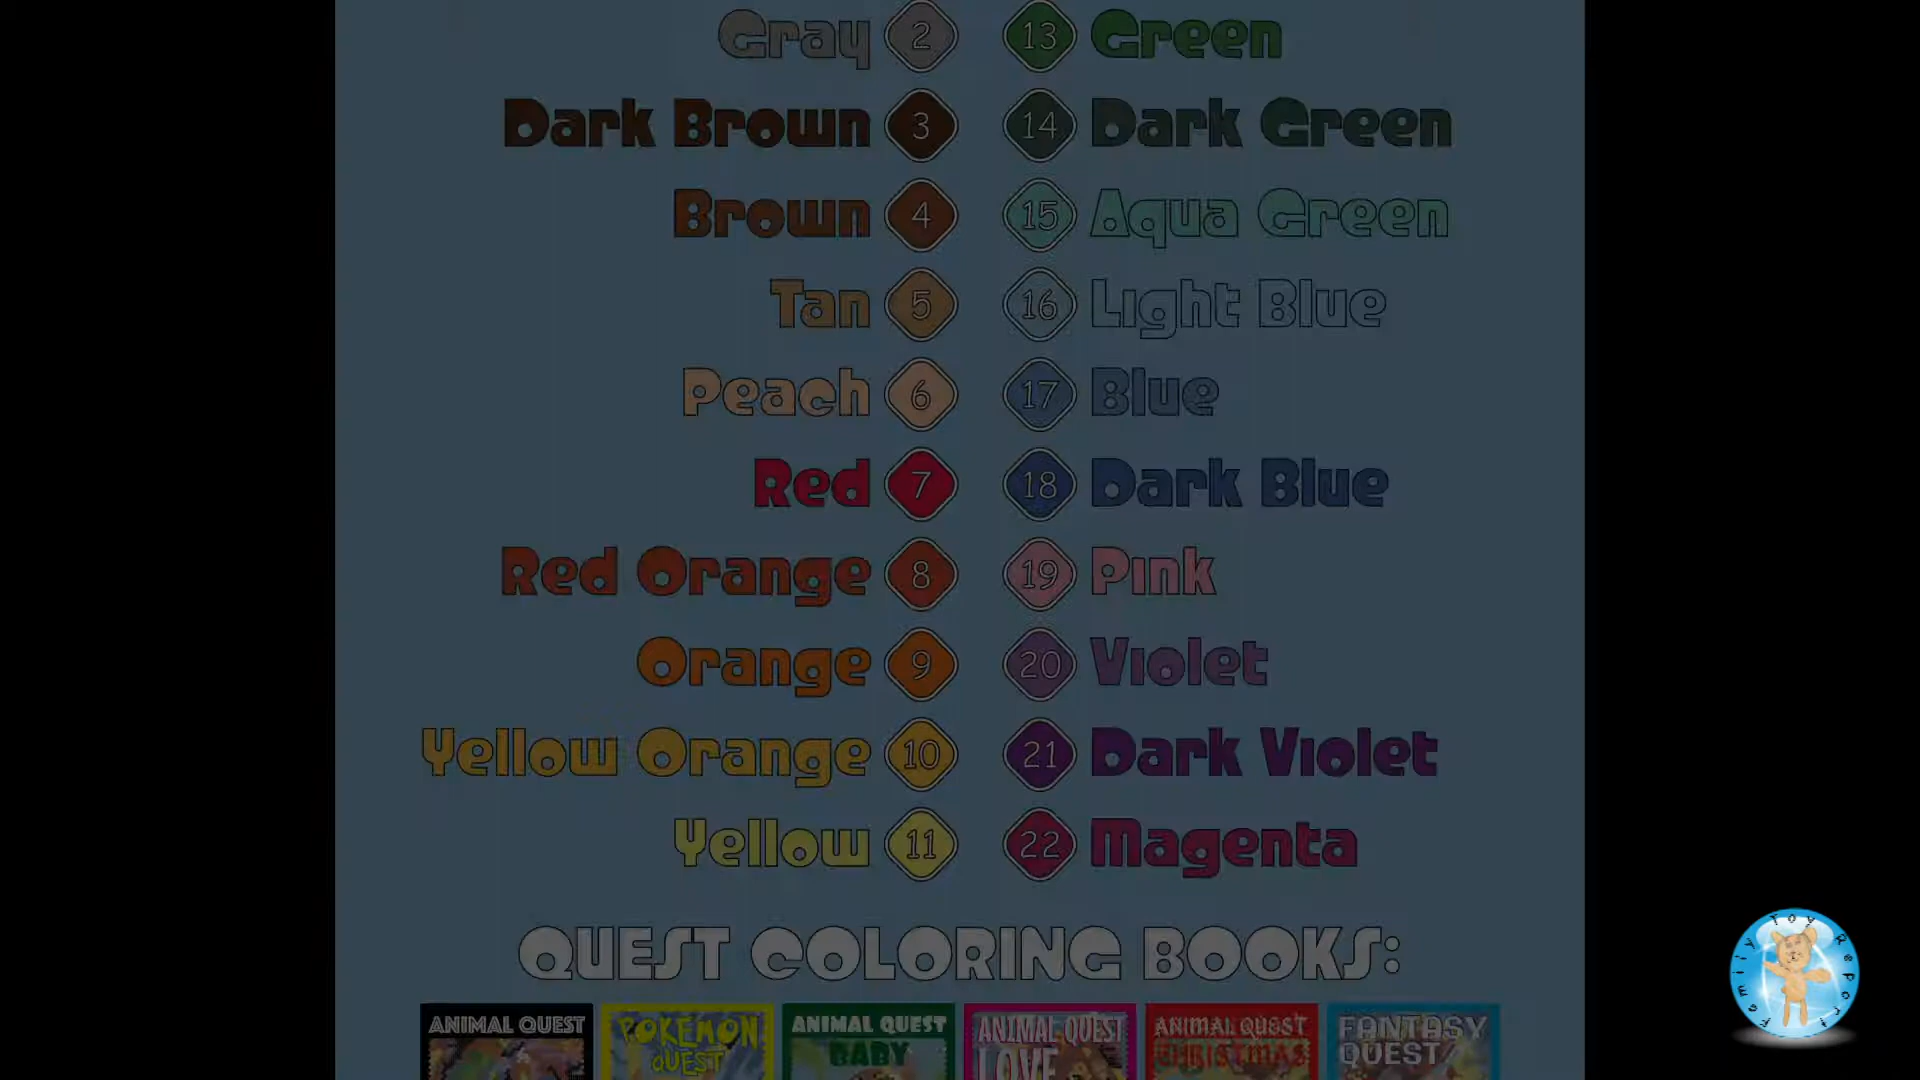 Gray 2 13 Green
Dark Brown 3 14 Dark Green
Brown 4 15 Aqua Green
Tan 5 16 Light Blue
Peach 6 17 Blue
Red 7 18 Dark Blue
Red Orange 8 19 Pink
Orange 9 20 Violet
Yellow Orange 10 21 Dark Violet
Yellow 11 22 Magenta
QUEST COLORING BOOKS:
ANIMAL QUEST
POKEMON
QUEST
ANIMAL QUEST
BABY
ANIMAL QUEST
LOVE
ANIMAL QUEST
CHRISTMAS
FANTASY
QUEST
Family Toy Report